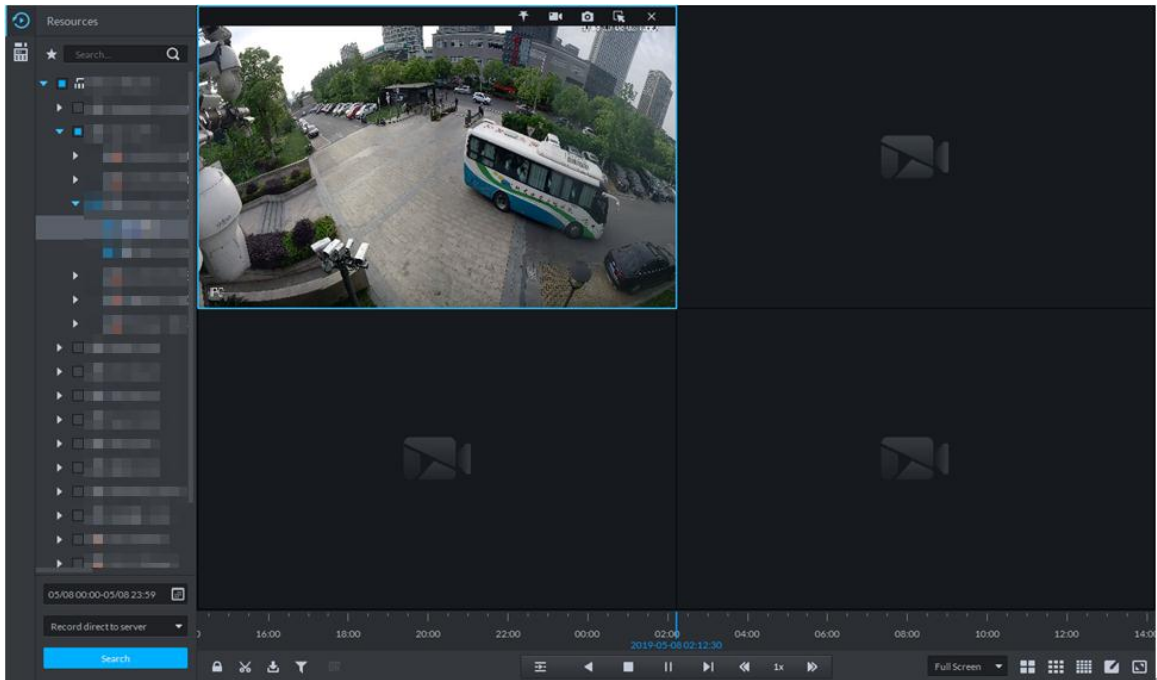 Resources
Search...
IPC
05/08 00:00-05/08 23:59
Record direct to server
Search
16:00 18:00 20:00 22:00 00:00 02:00 04:00 06:00 08:00 10:00 12:00 14:00
2019-05-08 02:12:30
1x
Full Screen